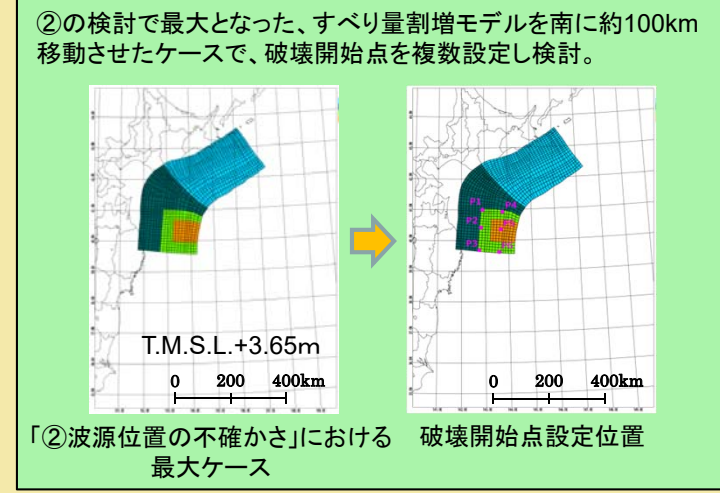 ②の検討で最大となった、すべり量割増モデルを南に約100km
移動させたケースで、破壊開始点を複数設定し検討。
P1 P4
P2
P3
T.M.S.L.+3.65m
0 200 400km
0 200 400km
「②波源位置の不確かさ」における
最大ケース
破壊開始点設定位置